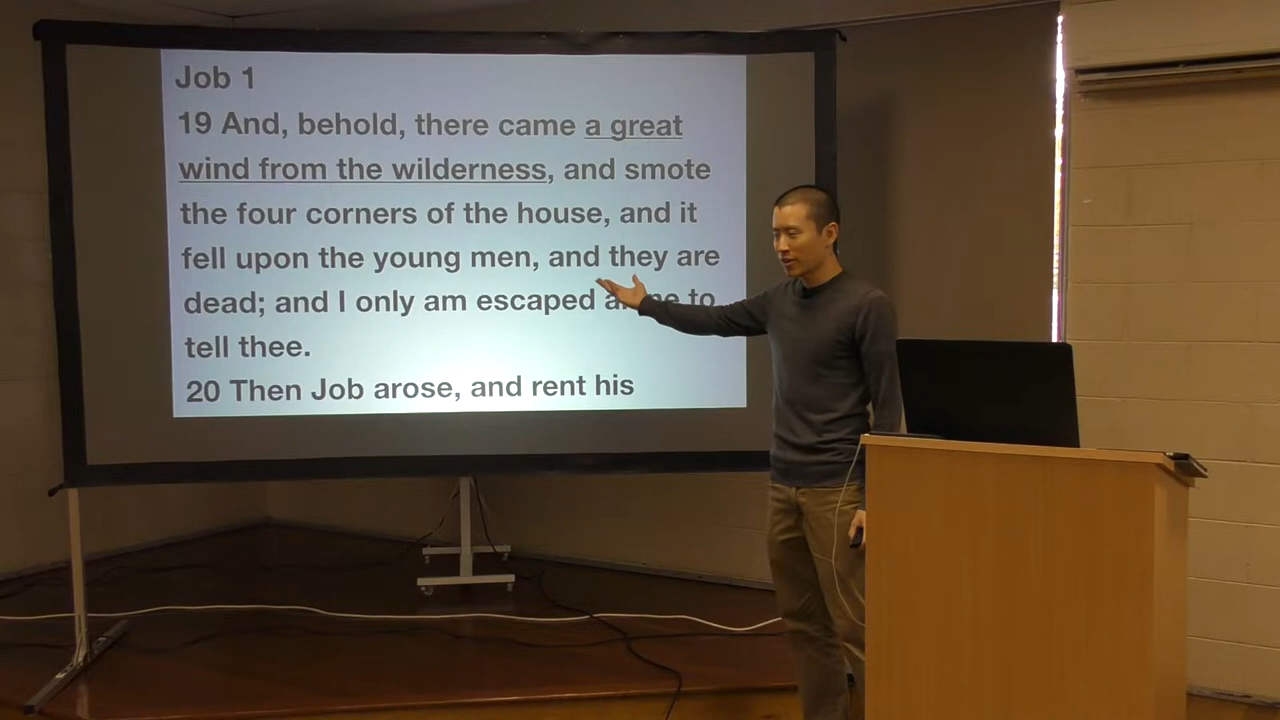 Job 1
19 And, behold, there came a great
wind from the wilderness, and smote
the four corners of the house, and it
fell upon the young men, and they are
dead; and I only am escaped alone to
tell thee.
20 Then Job arose, and rent his